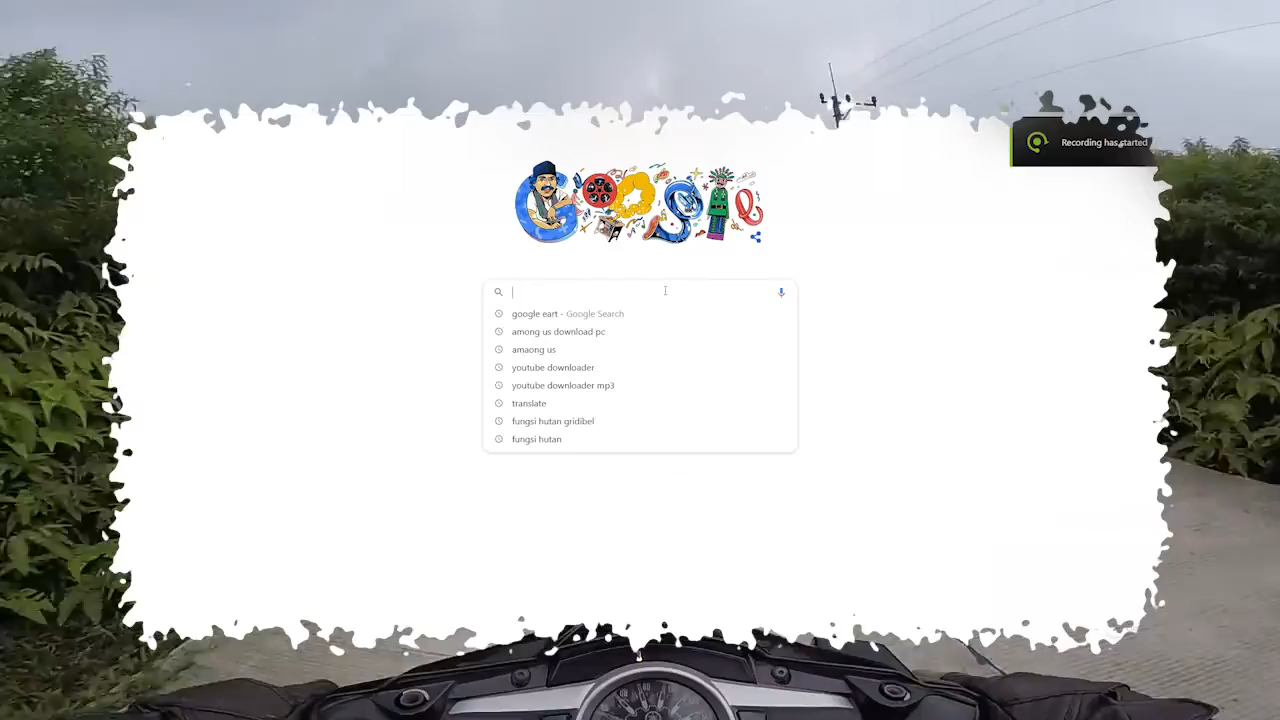 Google
Recording has started
google eart - Google Search
among us download pc
amaong us
youtube downloader
youtube downloader mp3
translate
fungsi hutan gridibel
fungsi hutan